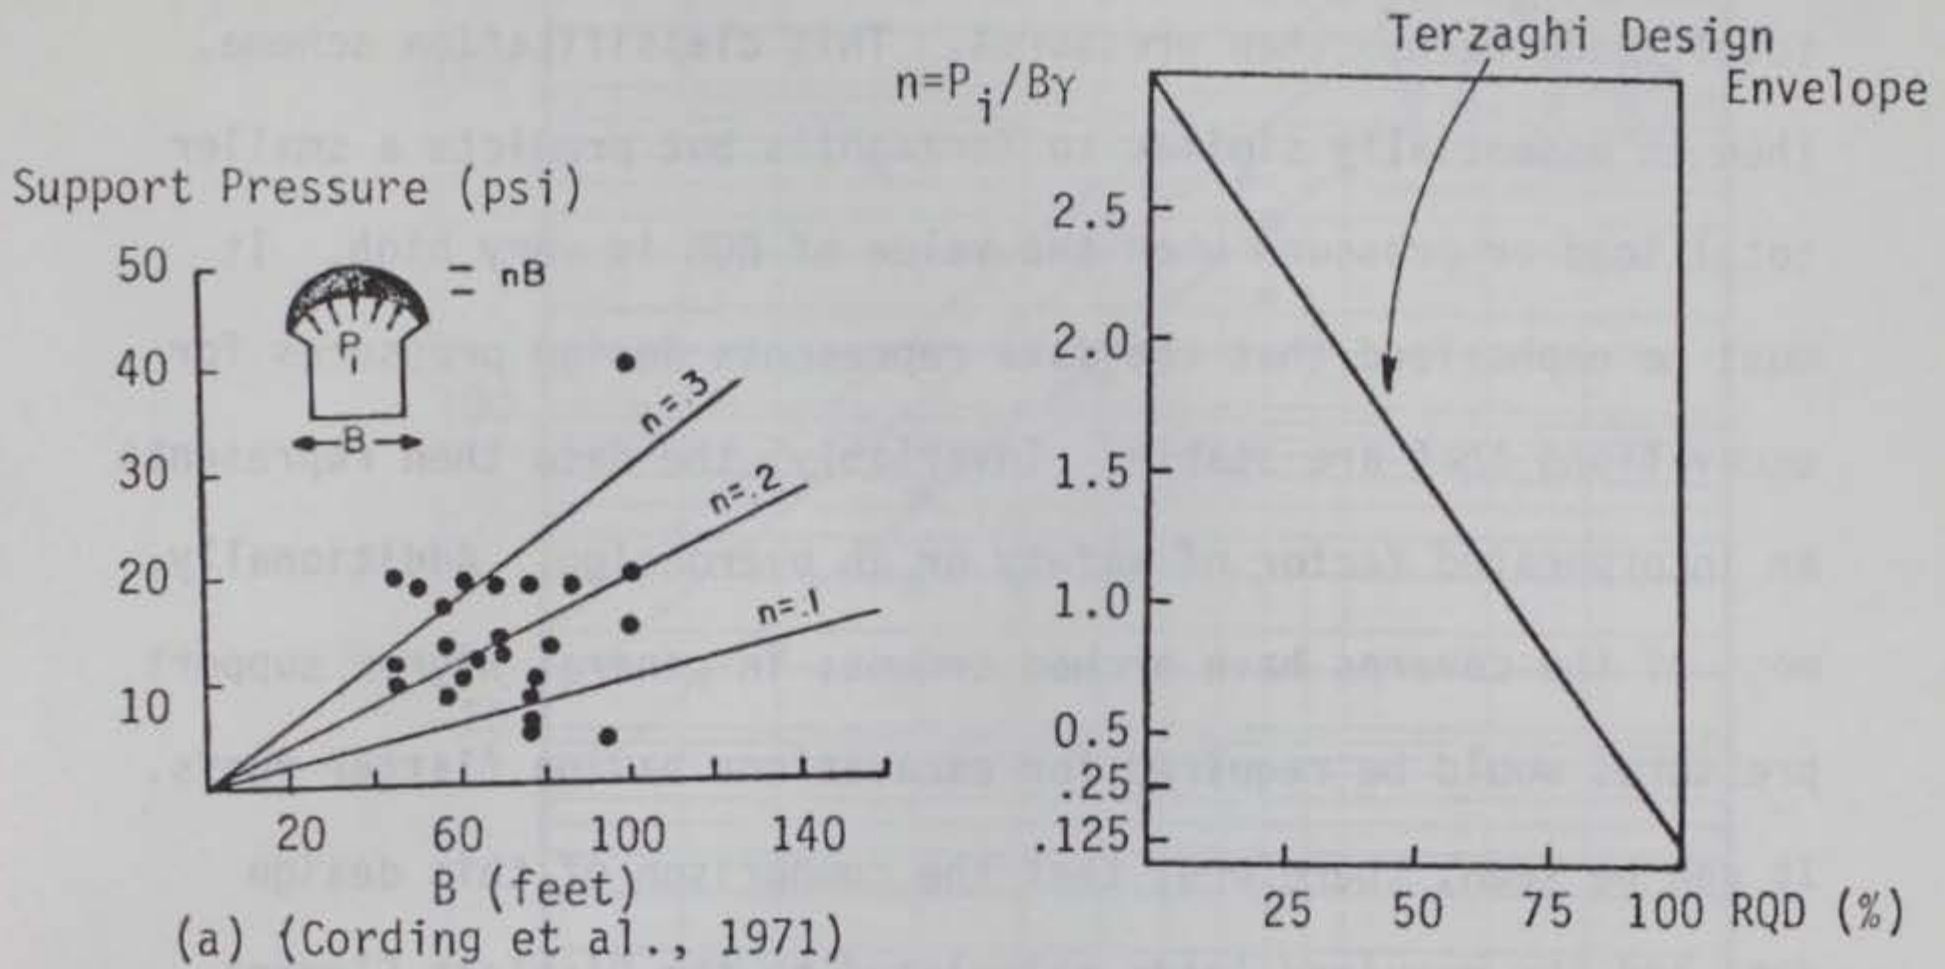 Terzaghi Design
Envelope
n=Pi/Bγ
Support Pressure (psi)
50
40
30
20
10
= nB
Pi
B
n=.3
n=.2
n=.1
20 60 100 140
B (feet)
(a) (Cording et al., 1971)
2.5
2.0
1.5
1.0
0.5
.25
.125
25 50 75 100 RQD (%)